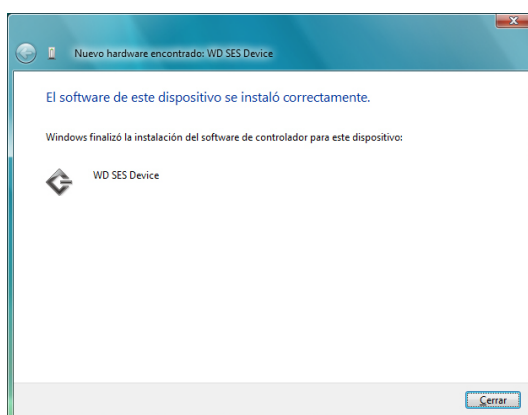 Nuevo hardware encontrado: WD SES Device
El software de este dispositivo se instaló correctamente.
Windows finalizó la instalación del software de controlador para este dispositivo:
WD SES Device
Cerrar